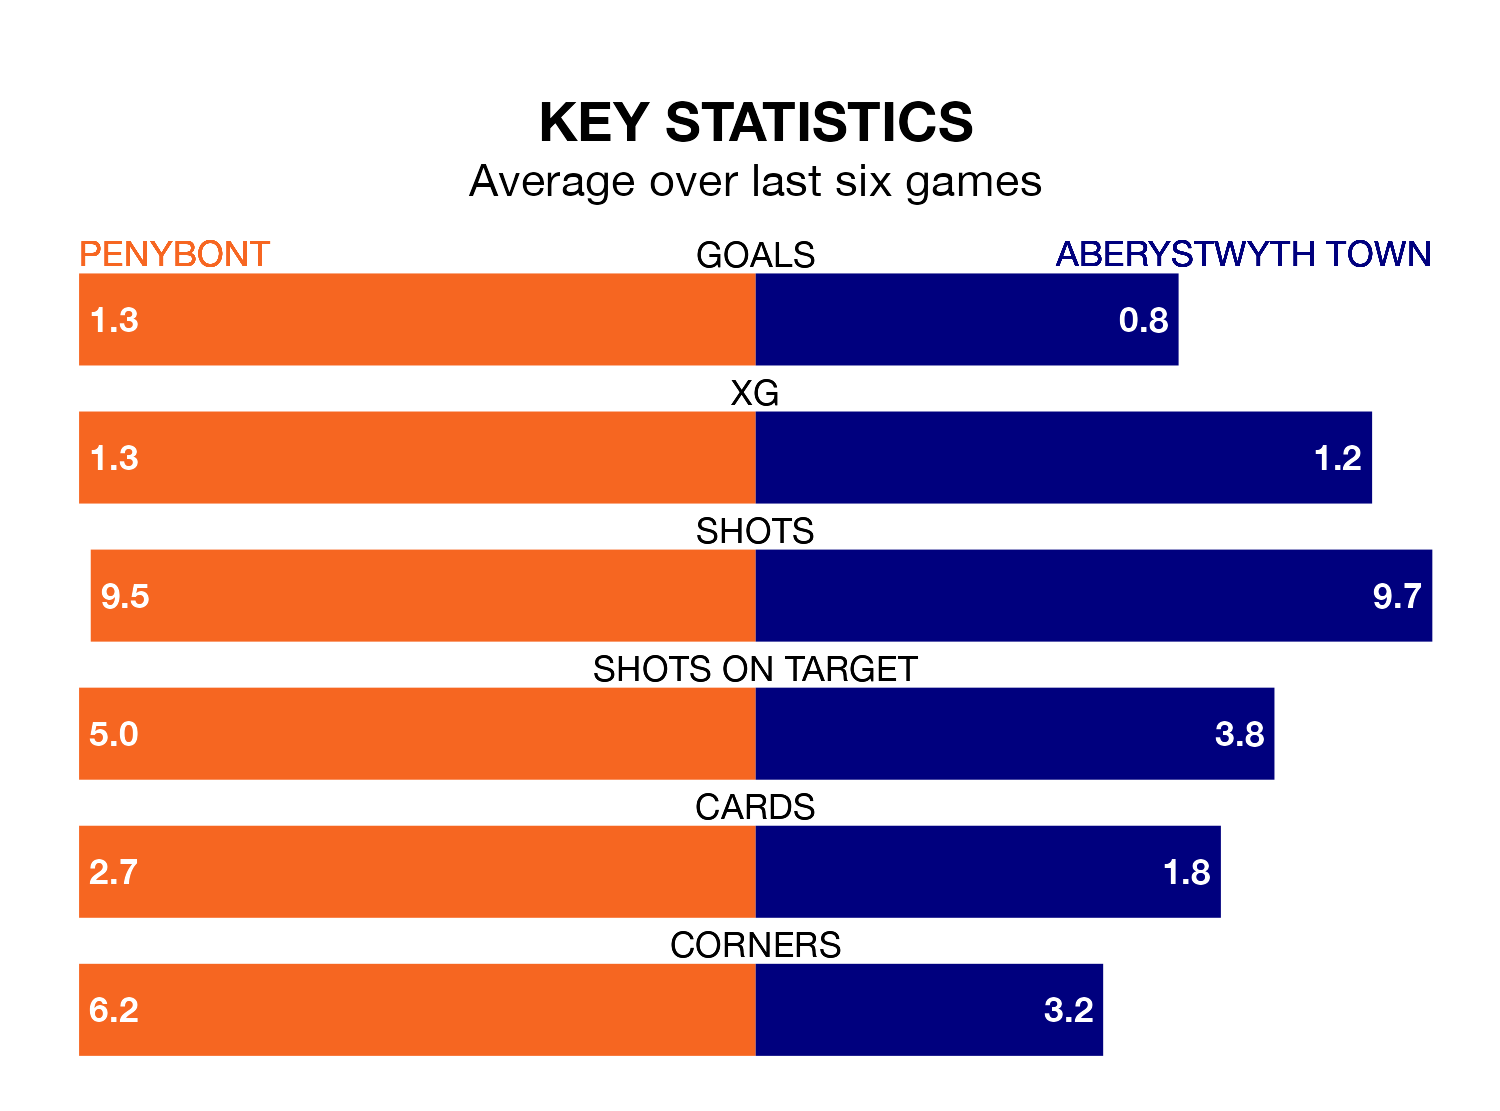 KEY STATISTICS
Average over last six games
PENYBONT GOALS ABERYSTWYTH TOWN
1.3 0.8
XG
1.3 1.2
SHOTS
9.5 9.7
SHOTS ON TARGET
5.0 3.8
CARDS
2.7 1.8
CORNERS
6.2 3.2